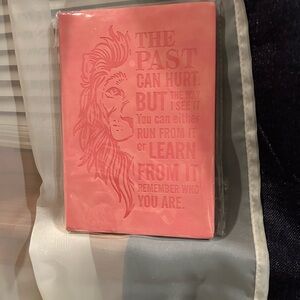 THE
PAST
CAN HURT.
BUT THE WAY
I SEE IT
You can either
RUN FROM IT
or LEARN
FROM IT
REMEMBER WHO
YOU ARE.